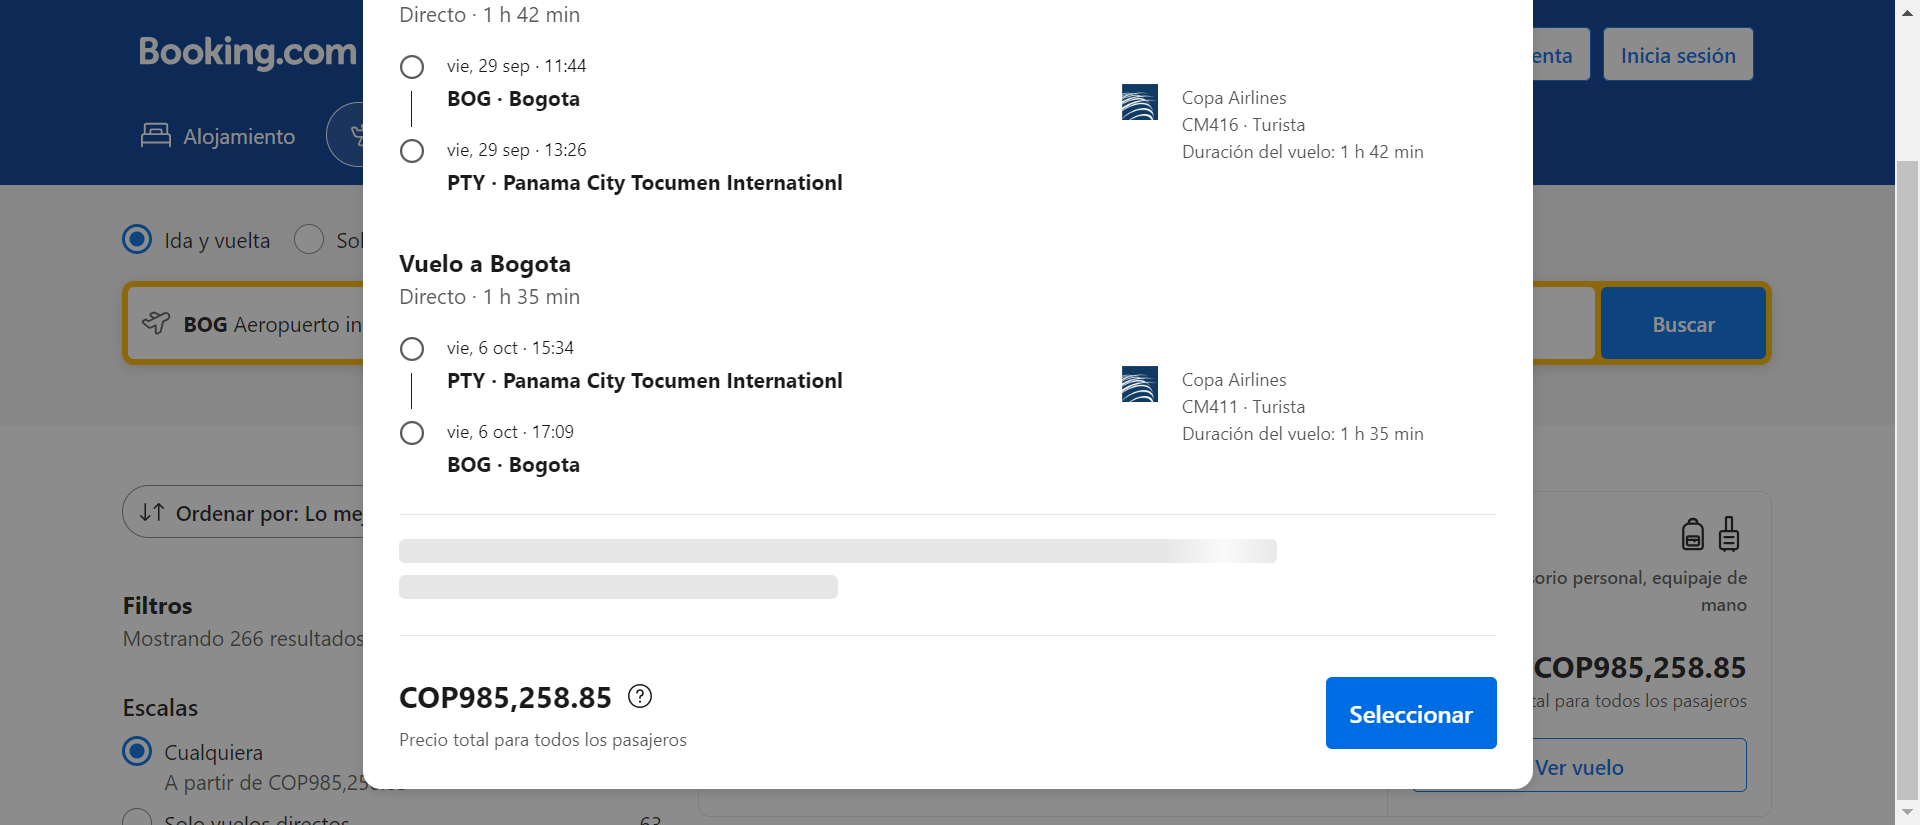 Booking.com
Alojamiento
enta
Inicia sesión
Ida y vuelta
Sol
BOG Aeropuerto in
Buscar
Ordenar por: Lo mej
Filtros
Mostrando 266 resultados
Escalas
Cualquiera
A partir de COP985,25
Solo vuelos directos
63
Directo · 1 h 42 min
vie, 29 sep · 11:44
BOG · Bogota
vie, 29 sep · 13:26
PTY · Panama City Tocumen Internationl
Copa Airlines
CM416 · Turista
Duración del vuelo: 1 h 42 min
Vuelo a Bogota
Directo · 1 h 35 min
vie, 6 oct · 15:34
PTY · Panama City Tocumen Internationl
vie, 6 oct · 17:09
BOG · Bogota
Copa Airlines
CM411 · Turista
Duración del vuelo: 1 h 35 min
COP985,258.85
Precio total para todos los pasajeros
Seleccionar
sorio personal, equipaje de
mano
COP985,258.85
tal para todos los pasajeros
Ver vuelo